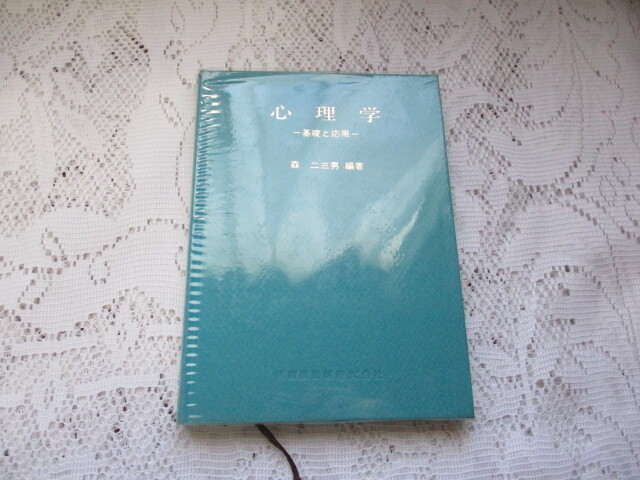 心理学
－基礎と応用－
森 二三男 編著